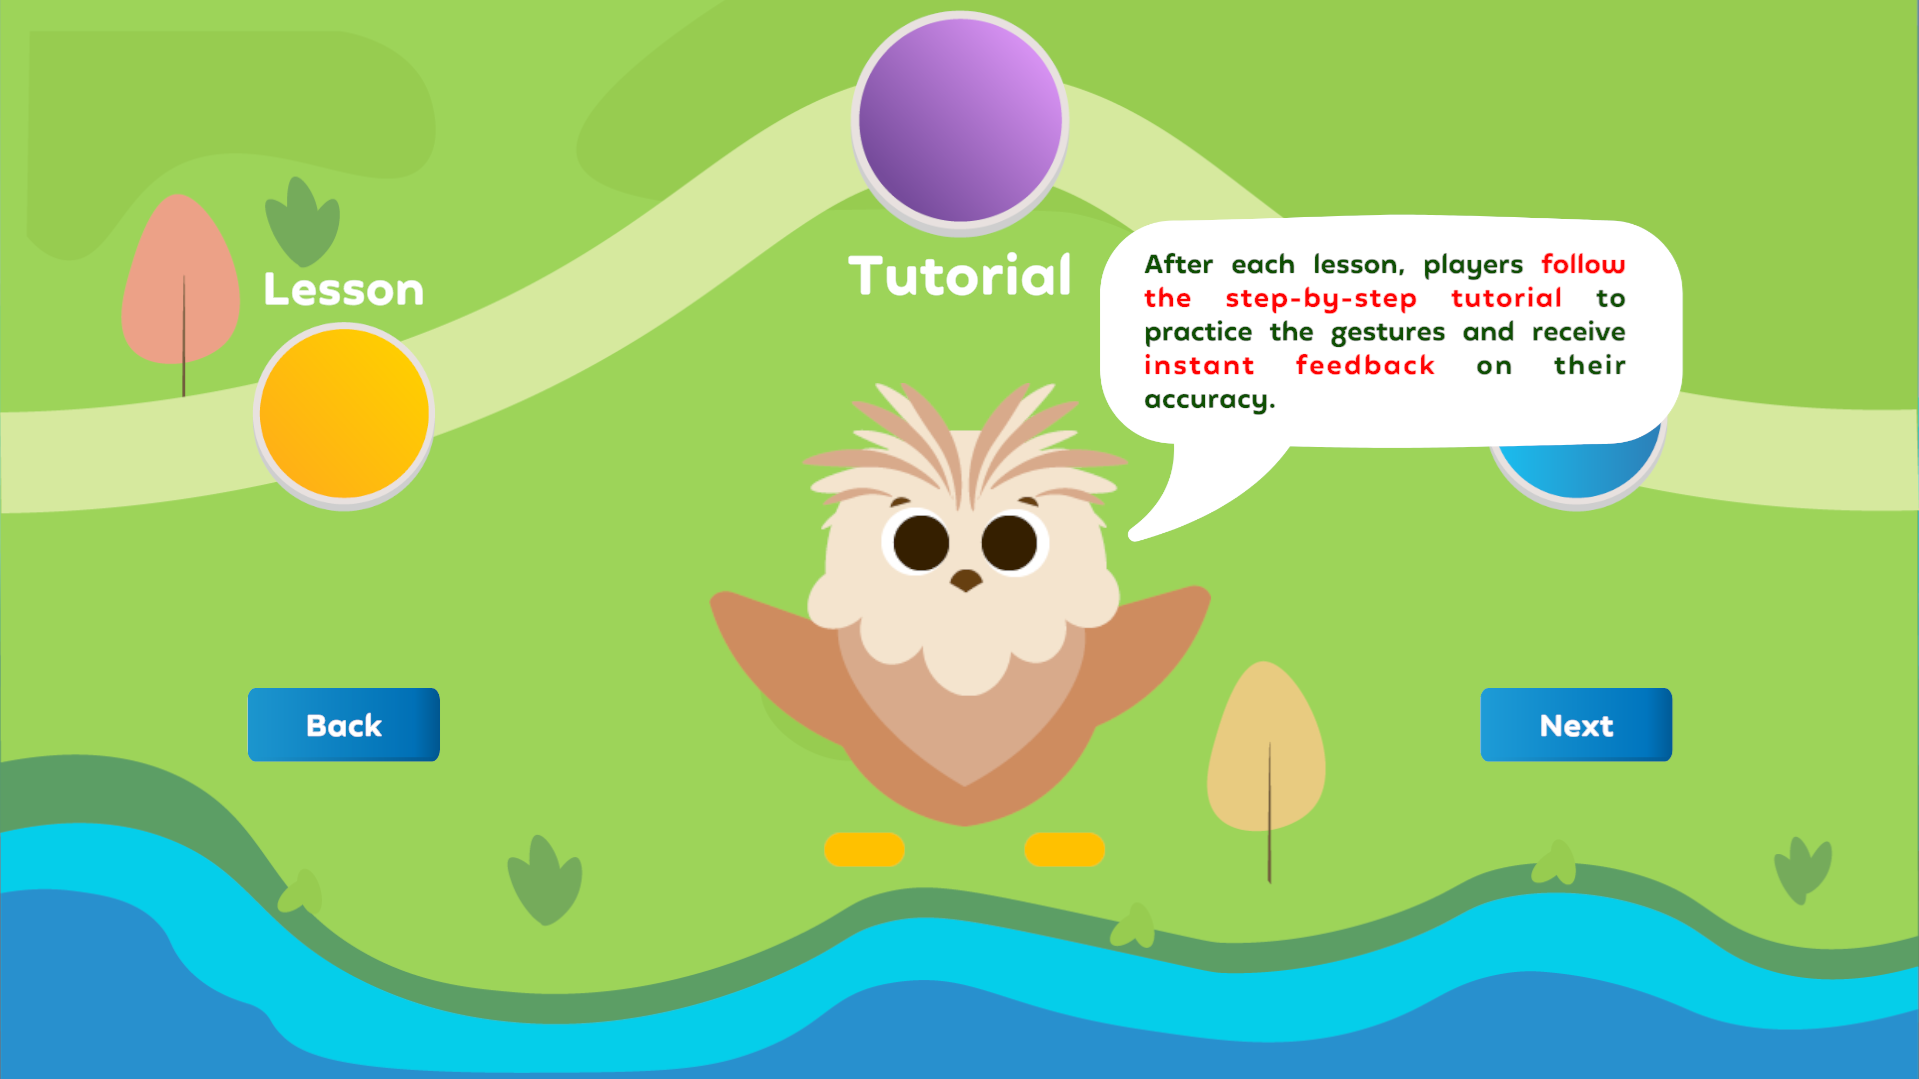 Tutorial
Lesson
After each lesson, players follow
the step-by-step tutorial to
practice the gestures and receive
instant feedback on their
accuracy.
Back
Next